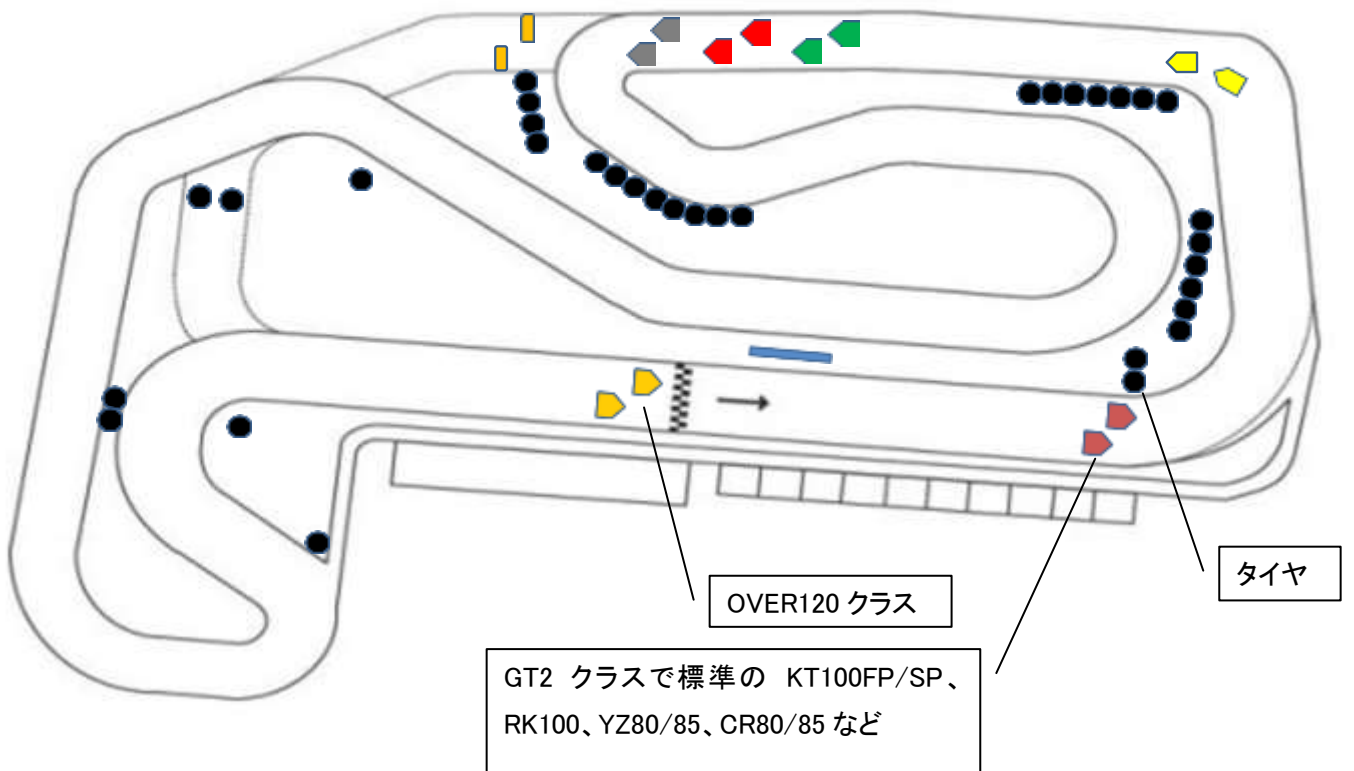 タイヤ
OVER120 クラス
GT2 クラスで標準の KT100FP/SP、
RK100、YZ80/85、CR80/85 など